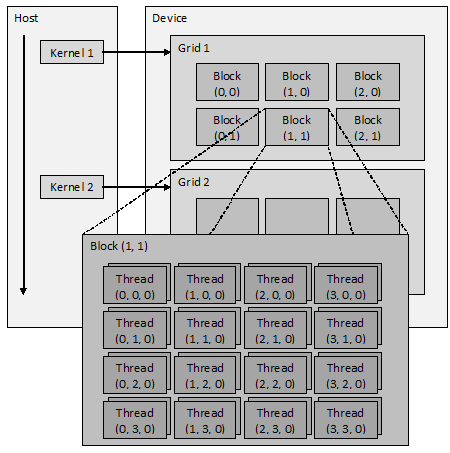 Host
Device
Kernel 1
Grid 1
Block
(0, 0)
Block
(1, 0)
Block
(2, 0)
Block
(0, 1)
Block
(1, 1)
Block
(2, 1)
Kernel 2
Grid 2
Block (1, 1)
Thread
(0, 0, 0)
Thread
(1, 0, 0)
Thread
(2, 0, 0)
Thread
(3, 0, 0)
Thread
(0, 1, 0)
Thread
(1, 1, 0)
Thread
(2, 1, 0)
Thread
(3, 1, 0)
Thread
(0, 2, 0)
Thread
(1, 2, 0)
Thread
(2, 2, 0)
Thread
(3, 2, 0)
Thread
(0, 3, 0)
Thread
(1, 3, 0)
Thread
(2, 3, 0)
Thread
(3, 3, 0)